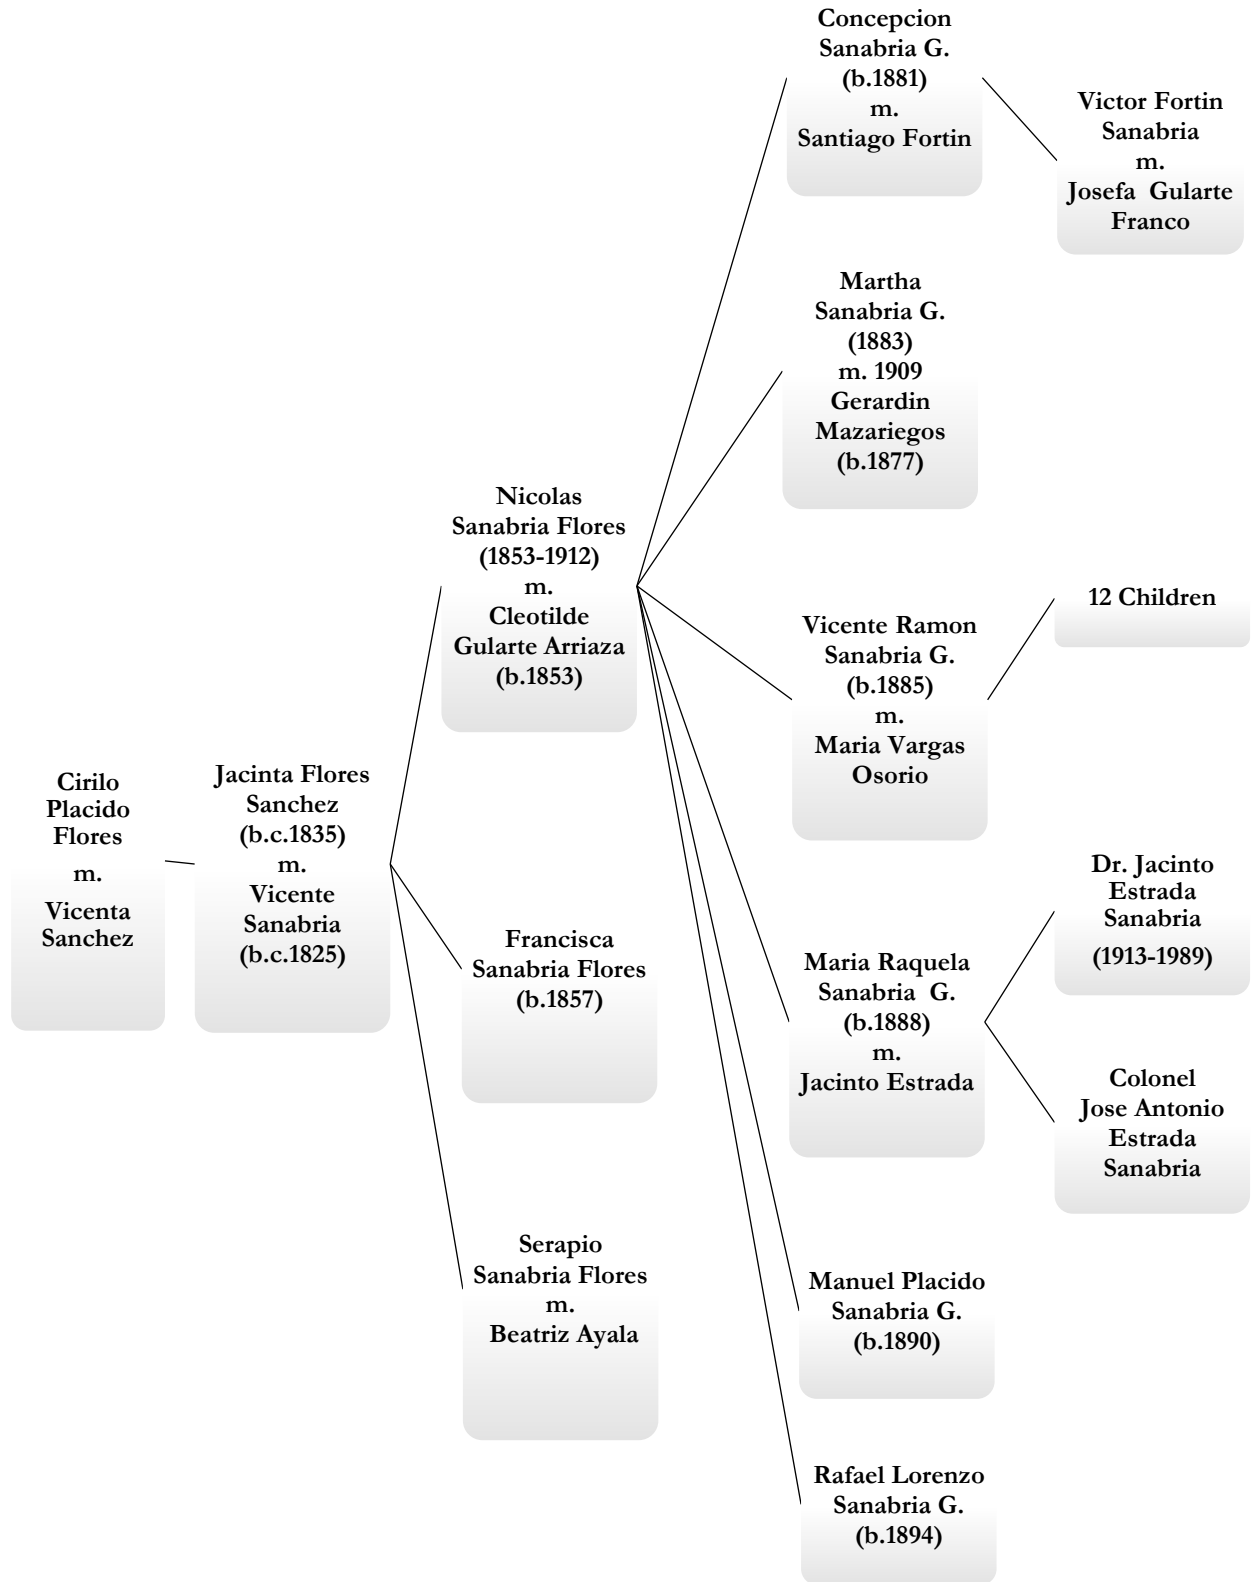 Cirilo
Placido
Flores
m.
Vicenta
Sanchez
Jacinta Flores
Sanchez
(b.c.1835)
m.
Vicente
Sanabria
(b.c.1825)
Nicolas
Sanabria Flores
(1853-1912)
m.
Cleotilde
Gularte Arriaza
(b.1853)
Francisca
Sanabria Flores
(b.1857)
Serapio
Sanabria Flores
m.
Beatriz Ayala
Concepcion
Sanabria G.
(b.1881)
m.
Santiago Fortin
Martha
Sanabria G.
(1883)
m. 1909
Gerardin
Mazariegos
(b.1877)
Vicente Ramon
Sanabria G.
(b.1885)
m.
Maria Vargas
Osorio
Maria Raquela
Sanabria G.
(b.1888)
m.
Jacinto Estrada
Manuel Placido
Sanabria G.
(b.1890)
Rafael Lorenzo
Sanabria G.
(b.1894)
Victor Fortin
Sanabria
m.
Josefa Gularte
Franco
12 Children
Dr. Jacinto
Estrada
Sanabria
(1913-1989)
Colonel
Jose Antonio
Estrada
Sanabria